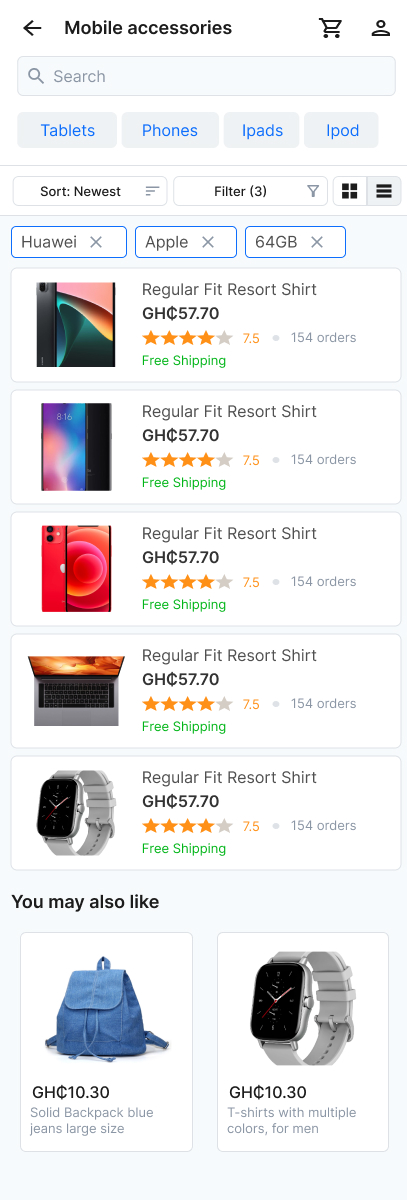 Mobile accessories
Search
Tablets
Phones
Ipads
Ipod
Sort: Newest
Filter (3)
Huawei
Apple
64GB
Regular Fit Resort Shirt
GH₵57.70
7.5 154 orders
Free Shipping
8:16
Regular Fit Resort Shirt
GH₵57.70
7.5 154 orders
Free Shipping
Regular Fit Resort Shirt
GH₵57.70
7.5 154 orders
Free Shipping
Regular Fit Resort Shirt
GH₵57.70
7.5 154 orders
Free Shipping
Regular Fit Resort Shirt
GH₵57.70
7.5 154 orders
Free Shipping
You may also like
GH₵10.30
Solid Backpack blue
jeans large size
GH₵10.30
T-shirts with multiple
colors, for men